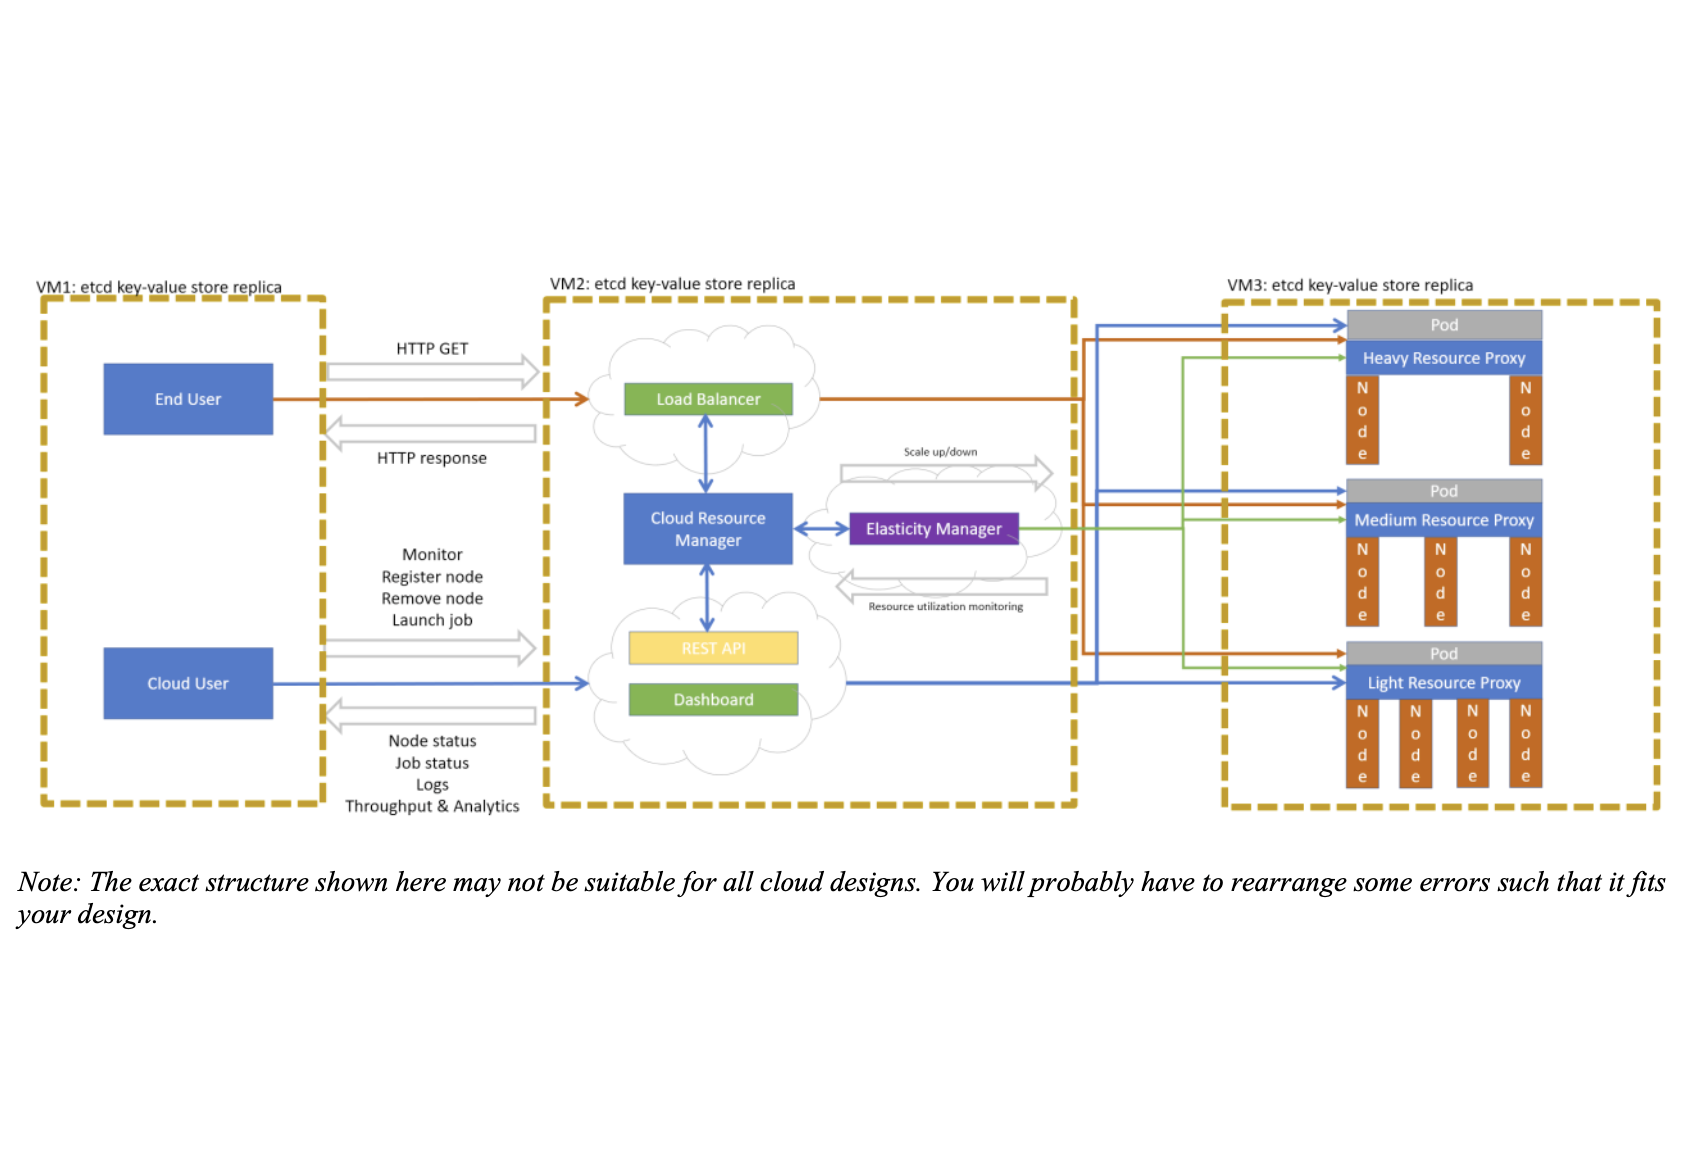 VM1: etcd key-value store replica
VM2: etcd key-value store replica
VM3: etcd key-value store replica
End User
HTTP GET
HTTP response
Load Balancer
Cloud Resource
Manager
Scale up/down
Elasticity Manager
Resource utilization monitoring
Monitor
Register node
Remove node
Launch job
Cloud User
REST API
Dashboard
Node status
Job status
Logs
Throughput & Analytics
Pod
Heavy Resource Proxy
Node
Node
Pod
Medium Resource Proxy
Node
Node
Node
Pod
Light Resource Proxy
Node
Node
Node
Node
Note: The exact structure shown here may not be suitable for all cloud designs. You will probably have to rearrange some errors such that it fits
your design.